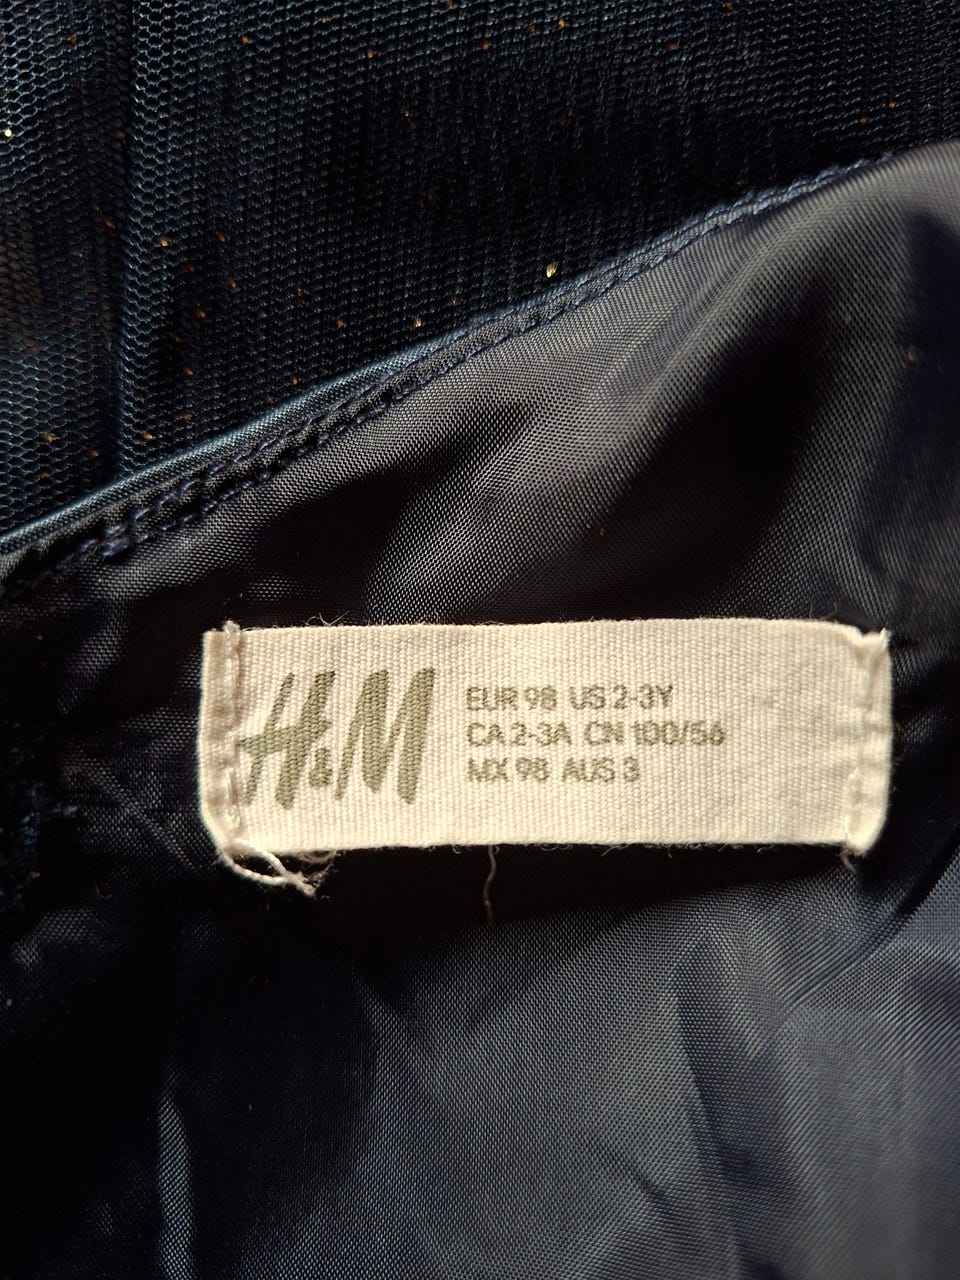 H&M
EUR 98 US 2-3Y
CA 2-3A CN 100/56
MX 98 AUS 3